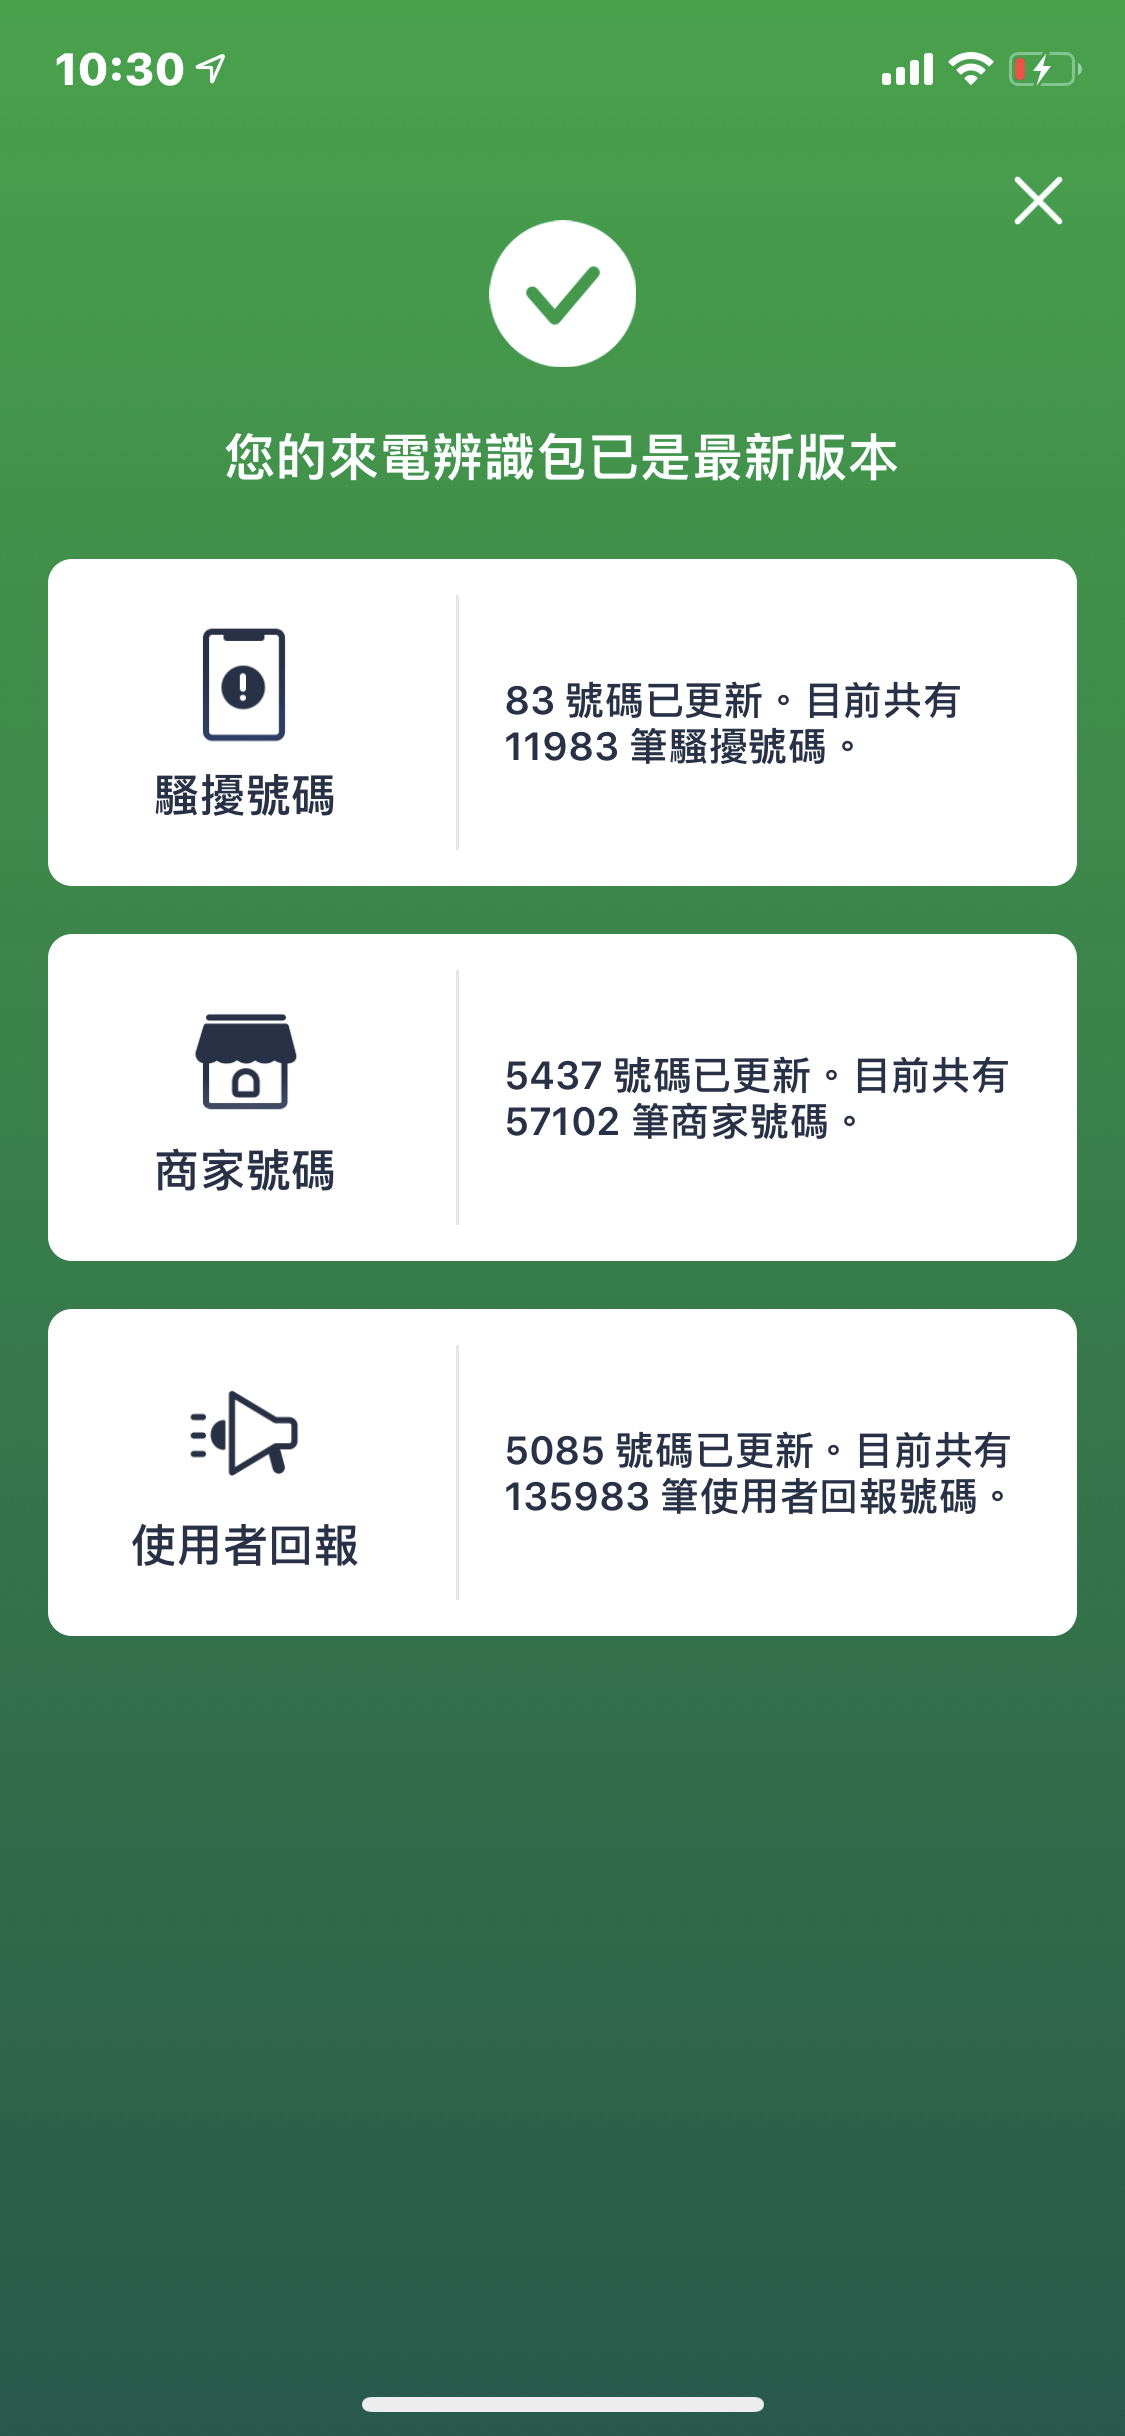 10:30
您的來電辨識包已是最新版本
騷擾號碼
83 號碼已更新。目前共有
11983 筆騷擾號碼。
商家號碼
5437 號碼已更新。目前共有
57102 筆商家號碼。
使用者回報
5085 號碼已更新。目前共有
135983 筆使用者回報號碼。